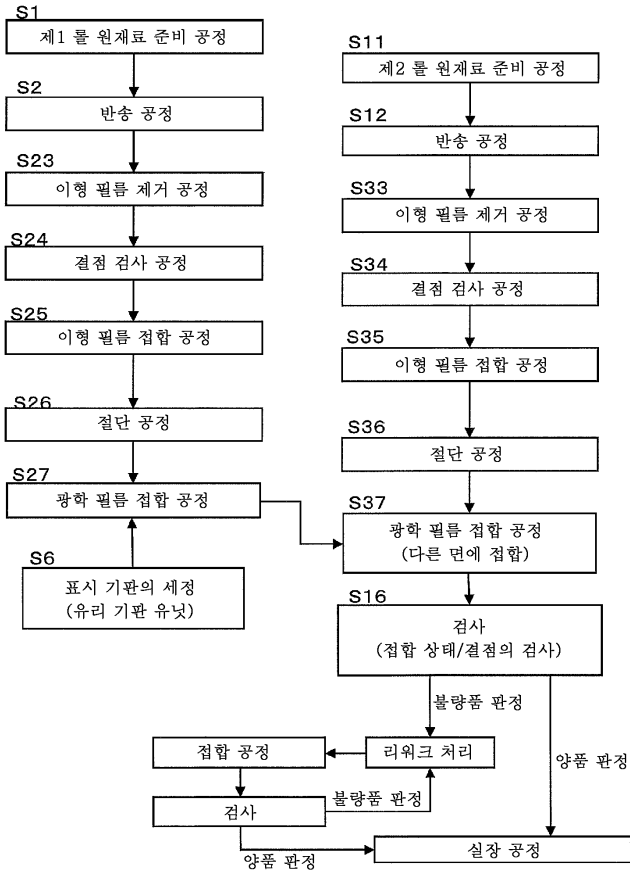 S1
제1 롤 원재료 준비 공정
S2
반송 공정
S23
이형 필름 제거 공정
S24
결점 검사 공정
S25
이형 필름 접합 공정
S26
절단 공정
S27
광학 필름 접합 공정
S6
표시 기판의 세정
(유리 기판 유닛)
S11
제2 롤 원재료 준비 공정
S12
반송 공정
S33
이형 필름 제거 공정
S34
결점 검사 공정
S35
이형 필름 접합 공정
S36
절단 공정
S37
광학 필름 접합 공정
(다른 면에 접합)
S16
검사
(접합 상태/결점의 검사)
불량품 판정
양품 판정
리워크 처리
접합 공정
검사
불량품 판정
양품 판정
실장 공정